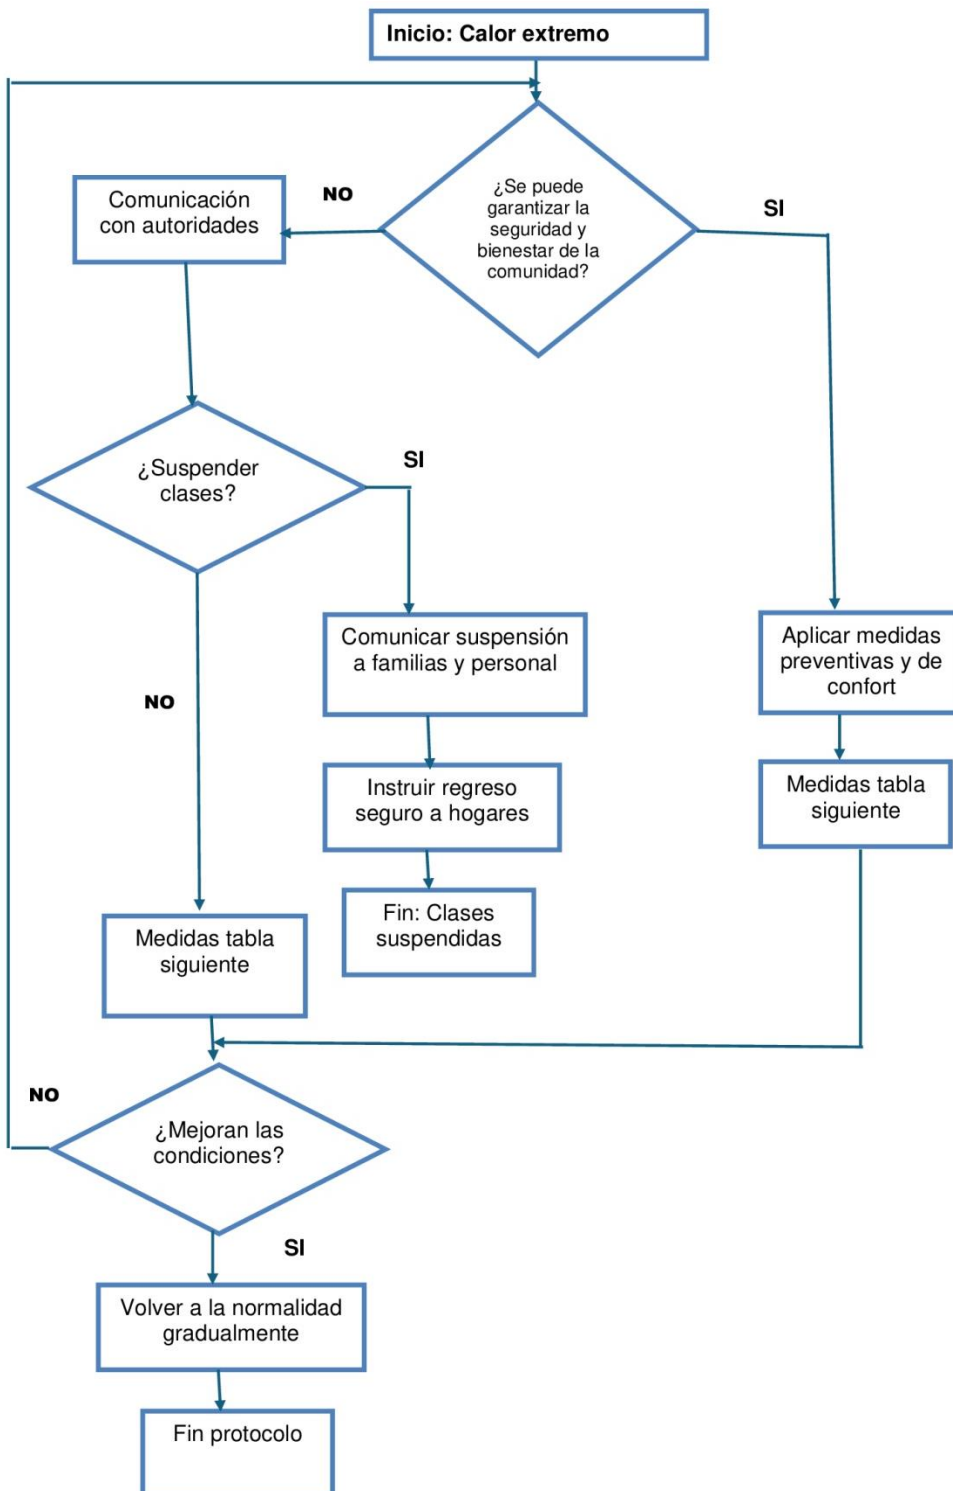 Inicio: Calor extremo
¿Se puede
garantizar la
seguridad y
bienestar de la
comunidad?
NO
SI
Comunicación
con autoridades
¿Suspender
clases?
SI
NO
Comunicar suspensión
a familias y personal
Aplicar medidas
preventivas y de
confort
Instruir regreso
seguro a hogares
Medidas tabla
siguiente
Fin: Clases
suspendidas
Medidas tabla
siguiente
NO
¿Mejoran las
condiciones?
SI
Volver a la normalidad
gradualmente
Fin protocolo